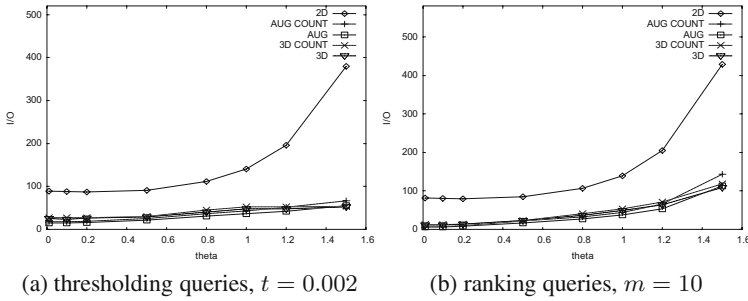 500
400
300
200
100
0
I/O
0 0.2 0.4 0.6 0.8 1 1.2 1.4 1.6
theta
2D
AUG COUNT
AUG
3D COUNT
3D
(a) thresholding queries, t = 0.002
500
400
300
200
100
0
I/O
0 0.2 0.4 0.6 0.8 1 1.2 1.4 1.6
theta
2D
AUG COUNT
AUG
3D COUNT
3D
(b) ranking queries, m = 10